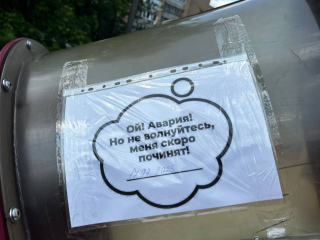 Ой! Авария!
Но не волнуйтесь,
меня скоро
починят!